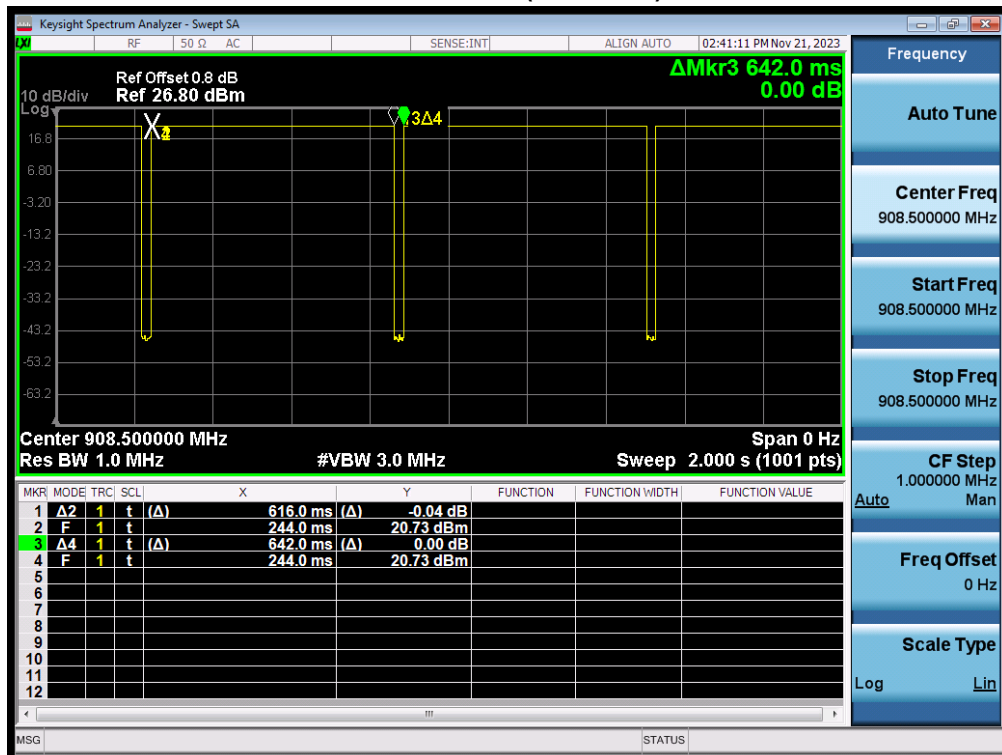 Keysight Spectrum Analyzer - Swept SA
LXI RF 50 Ω AC SENSE:INT ALIGN AUTO 02:41:11 PM Nov 21, 2023
Frequency
ΔMkr3 642.0 ms
0.00 dB
Ref Offset 0.8 dB
10 dB/div Ref 26.80 dBm
Log
3Δ4
16.8
6.80
-3.20
-13.2
-23.2
-33.2
-43.2
-53.2
-63.2
Center 908.500000 MHz Span 0 Hz
Res BW 1.0 MHz #VBW 3.0 MHz Sweep 2.000 s (1001 pts)
MKR MODE TRC SCL X Y FUNCTION FUNCTION WIDTH FUNCTION VALUE
1 Δ2 1 t (Δ) 616.0 ms (Δ) -0.04 dB
2 F 1 t 244.0 ms 20.73 dBm
3 Δ4 1 t (Δ) 642.0 ms (Δ) 0.00 dB
4 F 1 t 244.0 ms 20.73 dBm
5
6
7
8
9
10
11
12
MSG STATUS
Auto Tune
Center Freq
908.500000 MHz
Start Freq
908.500000 MHz
Stop Freq
908.500000 MHz
CF Step
1.000000 MHz
Auto Man
Freq Offset
0 Hz
Scale Type
Log Lin